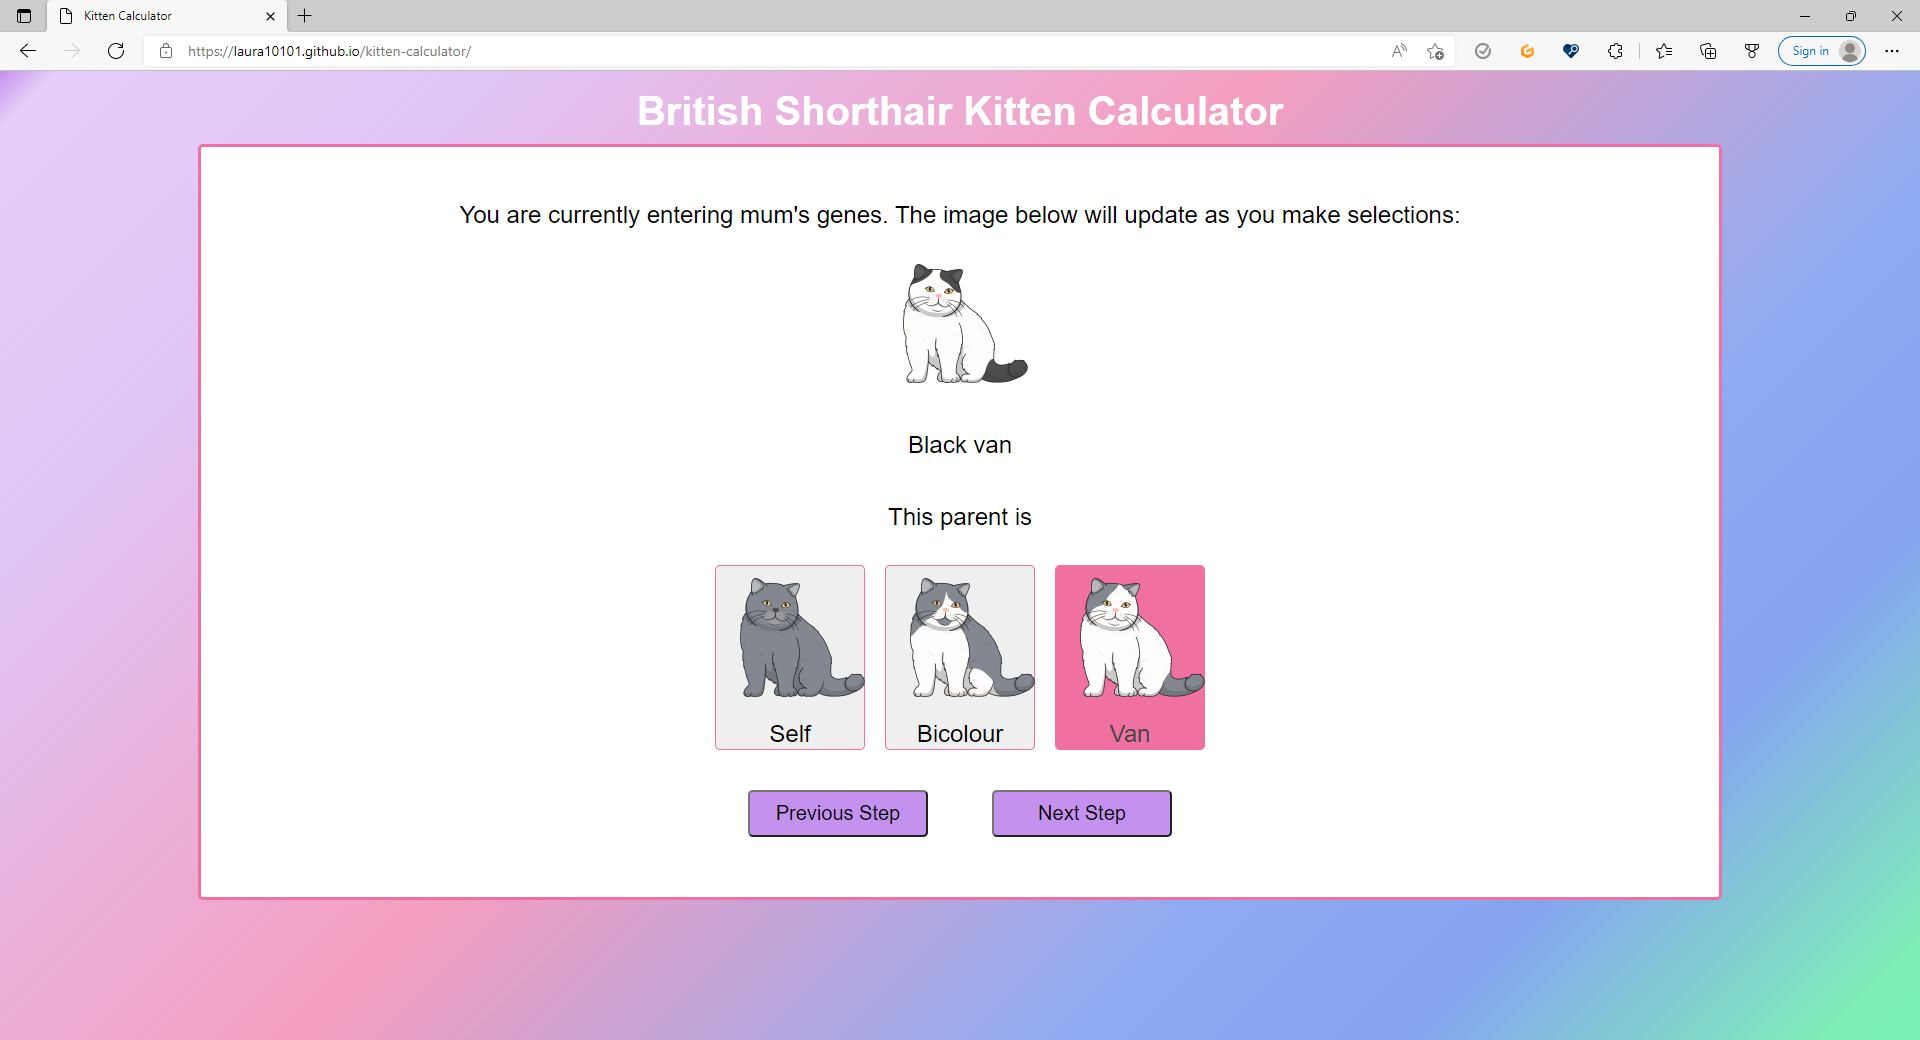 Kitten Calculator
https://laura10101.github.io/kitten-calculator/
Sign in
British Shorthair Kitten Calculator
You are currently entering mum's genes. The image below will update as you make selections:
Black van
This parent is
Self
Bicolour
Van
Previous Step
Next Step